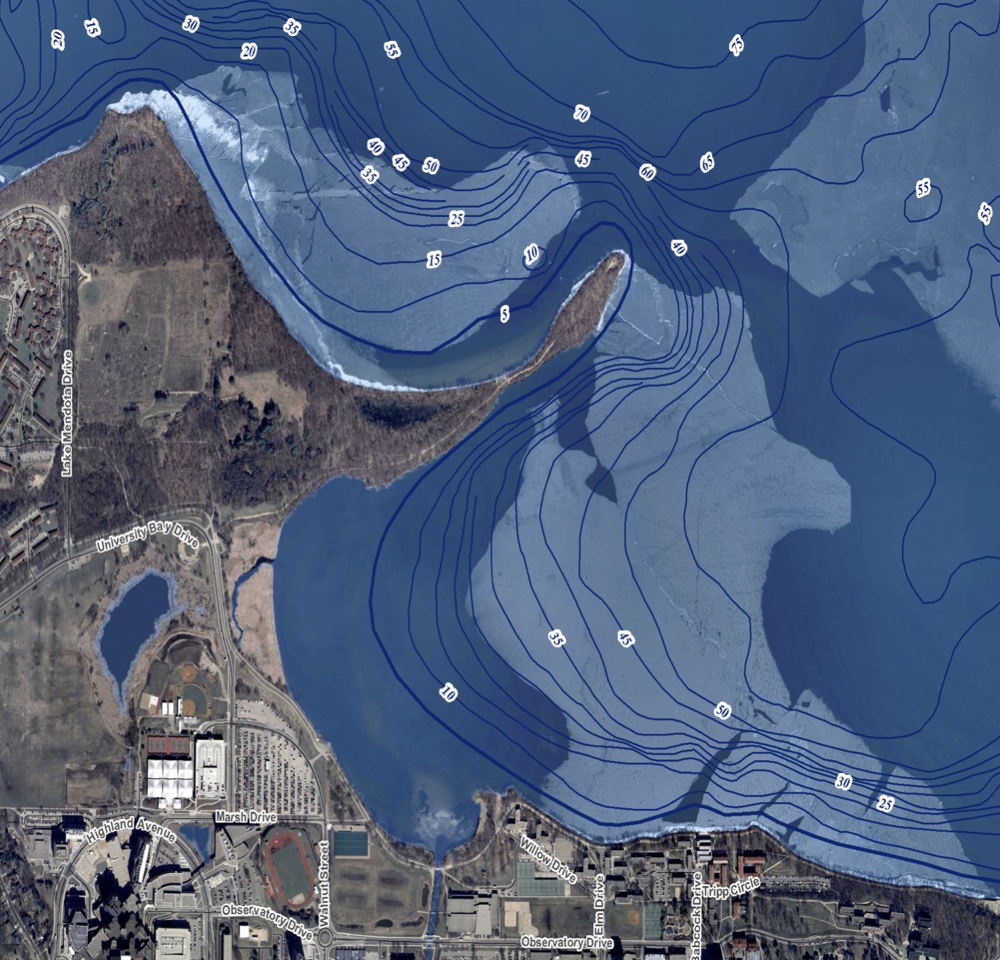 15
30
35
20
55
75
20
70
40
45
50
35
45
60
65
55
55
25
40
10
15
5
Lake Mendota Drive
University Bay Drive
35
45
10
50
30
25
Marsh Drive
Highland Avenue
Willow Drive
Walnut Street
Elm Drive
Babcock Drive
Tripp Circle
Observatory Drive
Observatory Drive